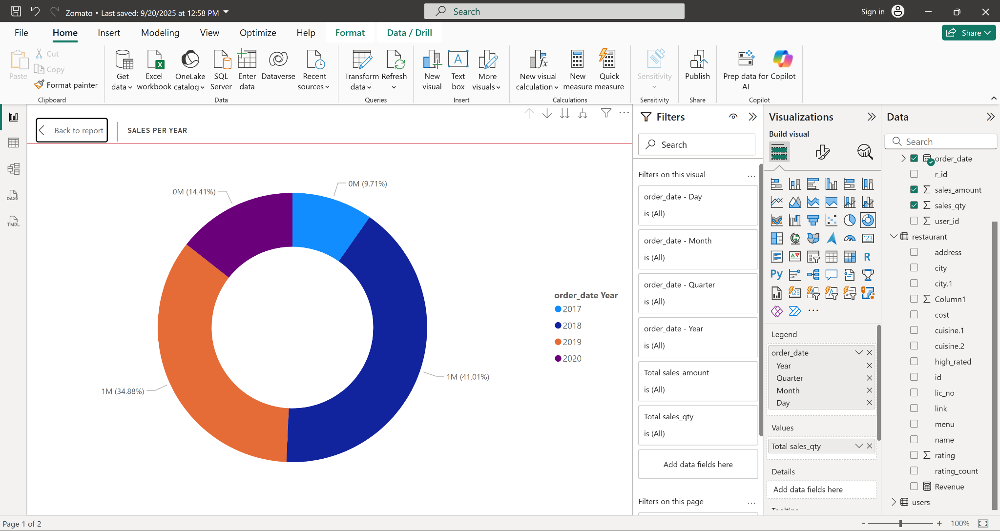 Zomato • Last saved: 9/20/2025 at 12:58 PM
Search
Sign in
File
Home
Insert
Modeling
View
Optimize
Help
Format
Data / Drill
Share
Paste
Cut
Copy
Format painter
Clipboard
Get data
Excel workbook
OneLake catalog
SQL Server
Enter data
Dataverse
Recent sources
Data
Transform data
Refresh
Queries
New visual
Text box
More visuals
Insert
New visual calculation
New measure
Quick measure
Calculations
Sensitivity
Sensitivity
Publish
Share
Prep data for AI
Copilot
Copilot
DAX
TMDL
Back to report
SALES PER YEAR
0M (9.71%)
0M (14.41%)
1M (41.01%)
1M (34.88%)
order_date Year
2017
2018
2019
2020
Filters
Search
Filters on this visual
order_date - Day
is (All)
order_date - Month
is (All)
order_date - Quarter
is (All)
order_date - Year
is (All)
Total sales_amount
is (All)
Total sales_qty
is (All)
Add data fields here
Filters on this page
Visualizations
Build visual
123
R
Py
123
Legend
order_date
Year
Quarter
Month
Day
Values
Total sales_qty
Details
Add data fields here
Data
Search
order_date
r_id
sales_amount
sales_qty
user_id
restaurant
address
city
city.1
Column1
cost
cuisine.1
cuisine.2
high_rated
id
lic_no
link
menu
name
rating
rating_count
Revenue
users
Page 1 of 2
- + 100%